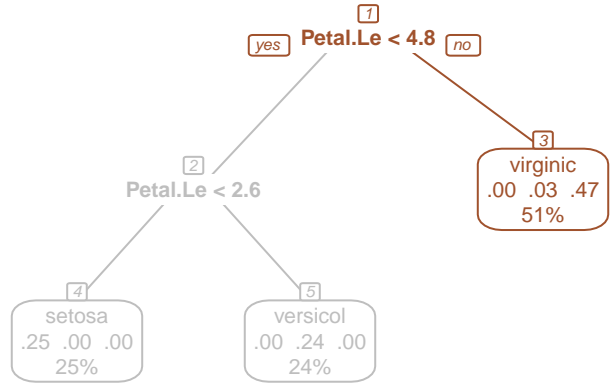 1
yes Petal.Le < 4.8 no
2
Petal.Le < 2.6
3
virginic
.00 .03 .47
51%
4
setosa
.25 .00 .00
25%
5
versicol
.00 .24 .00
24%